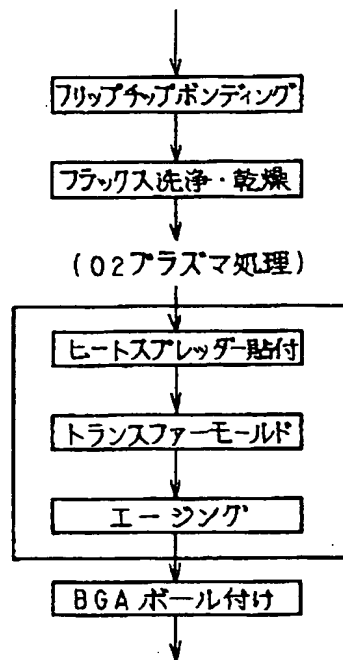 フリップチップボンディング
フラックス洗浄・乾燥
(O2プラズマ処理)
ヒートスプレッダー貼付
トランスファーモールド
エージング
BGAボール付け